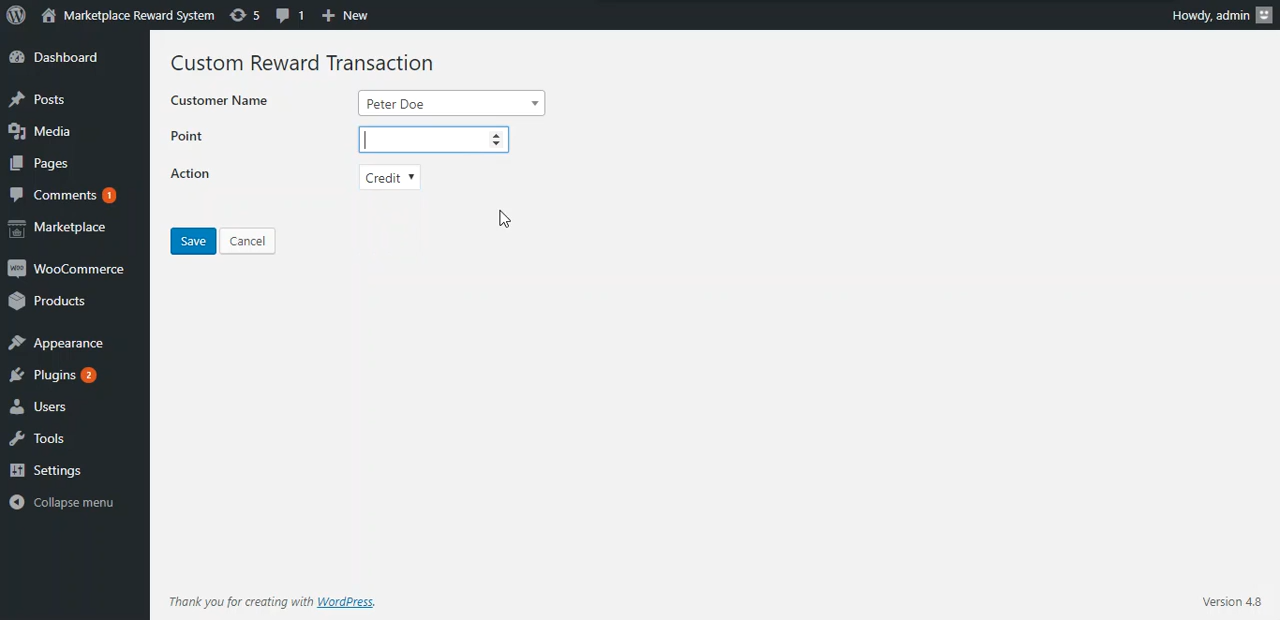 Marketplace Reward System 5 1 New Howdy, admin
Dashboard
Posts
Media
Pages
Comments 1
Marketplace
WooCommerce
Products
Appearance
Plugins 2
Users
Tools
Settings
Collapse menu
Custom Reward Transaction
Customer Name Peter Doe
Point
Action Credit
Save Cancel
Thank you for creating with WordPress. Version 4.8